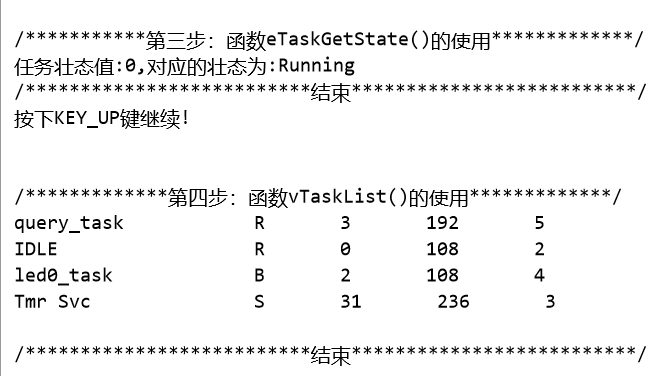 /***********第三步：函数eTaskGetState()的使用*************/
任务壮态值:0,对应的状态为:Running
/**************************结束**************************/
按下KEY_UP键继续!
/*************第四步：函数vTaskList()的使用*************/
query_task R 3 192 5
IDLE R 0 108 2
led0_task B 2 108 4
Tmr Svc S 31 236 3
/**************************结束**************************/